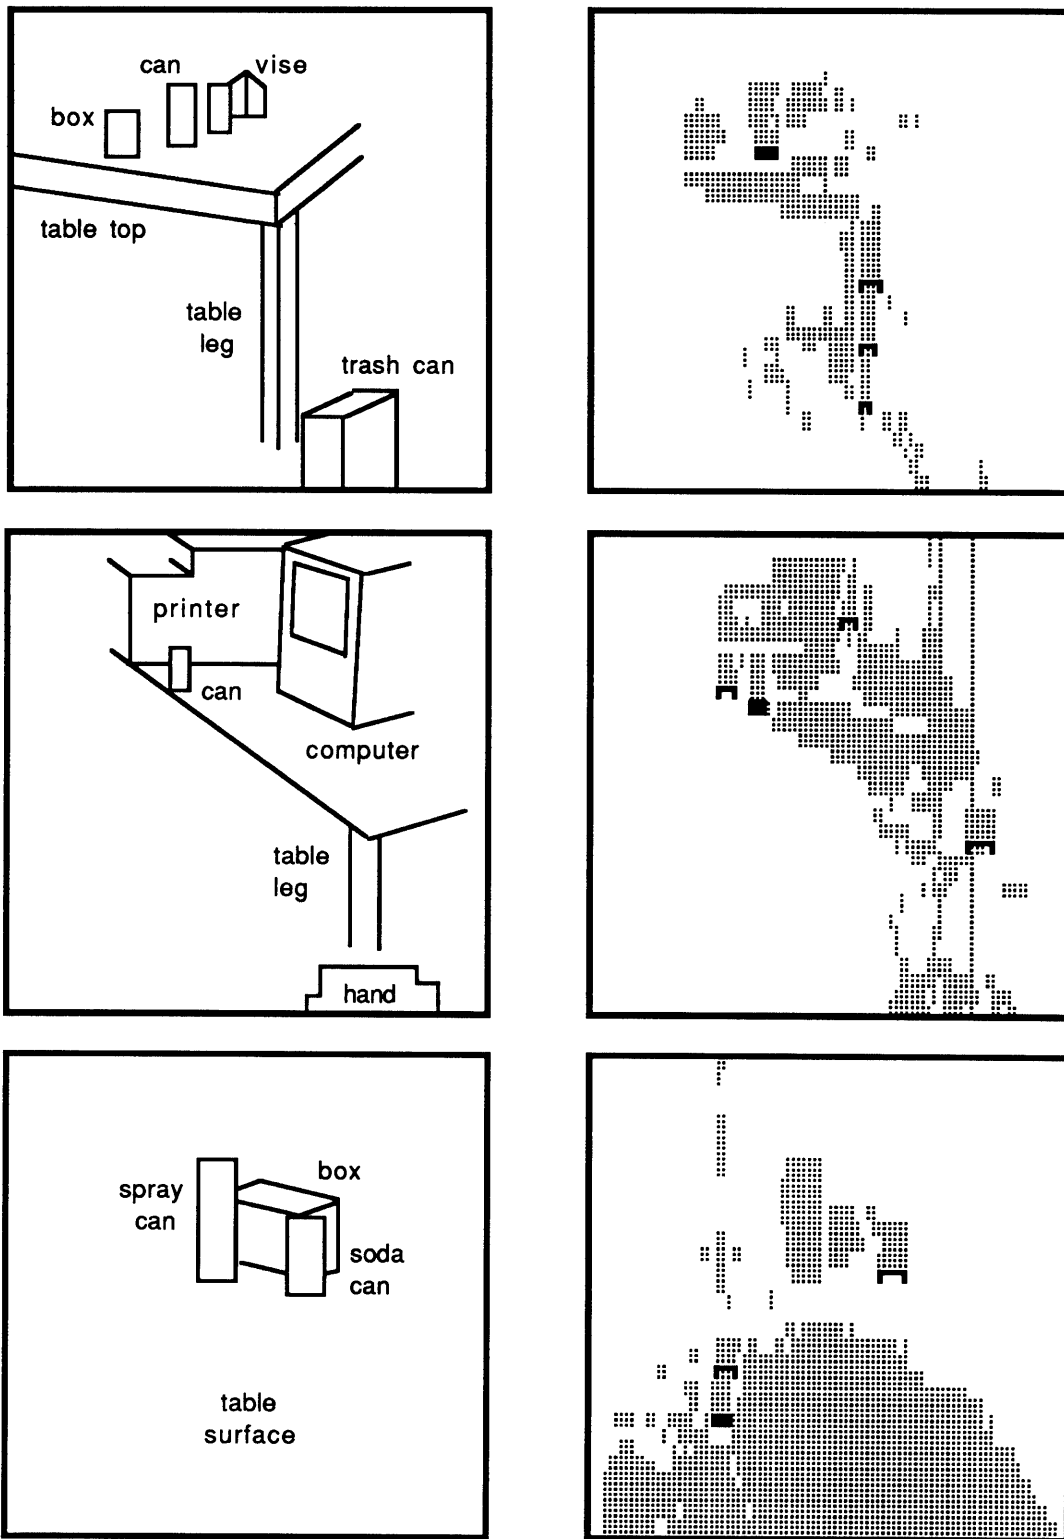 can
vise
box
table top
table
leg
trash can
printer
can
computer
table
leg
hand
spray
can
box
soda
can
table
surface